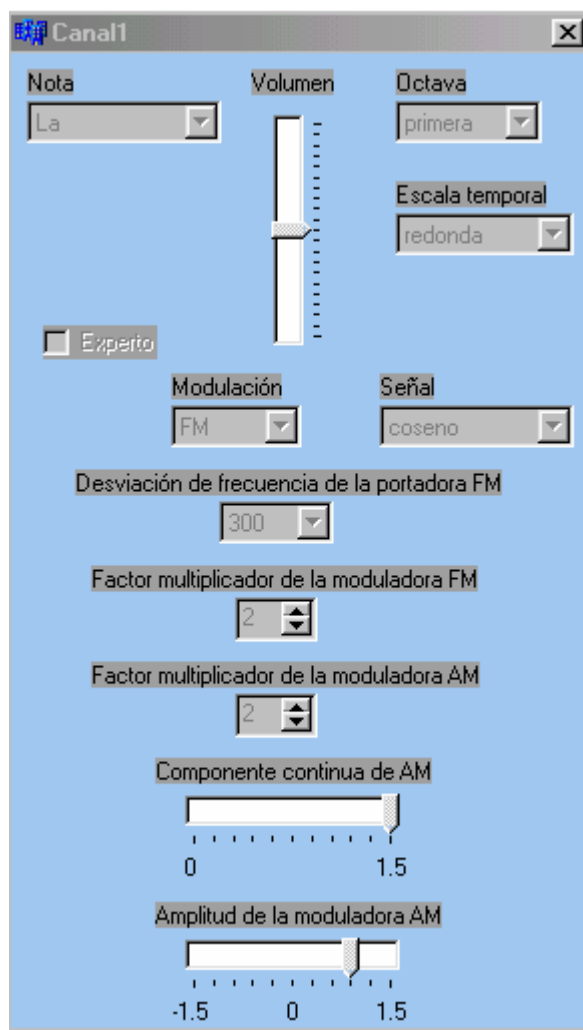 Canal1
Nota Volumen Octava
La primera
Escala temporal
redonda
Experto
Modulación Señal
FM coseno
Desviación de frecuencia de la portadora FM
300
Factor multiplicador de la moduladora FM
2
Factor multiplicador de la moduladora AM
2
Componente continua de AM
0 1.5
Amplitud de la moduladora AM
-1.5 0 1.5